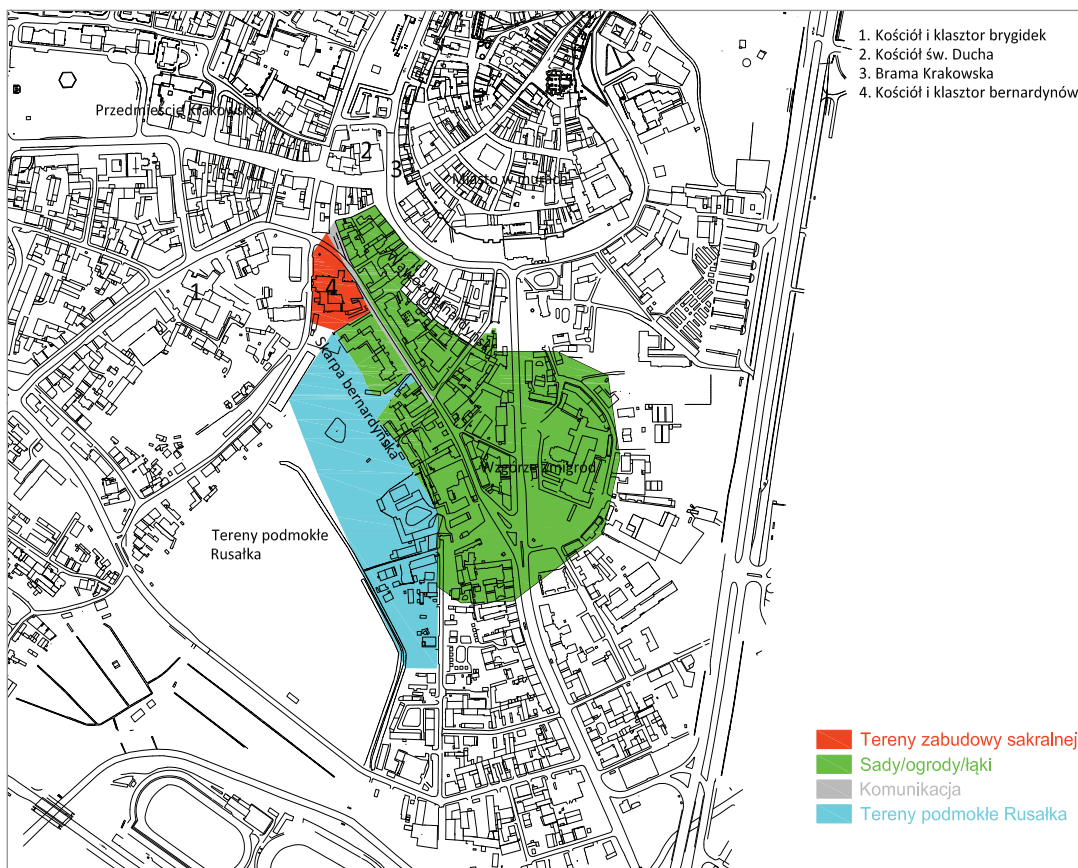 1. Kościół i klasztor brygidek
2. Kościół św. Ducha
3. Brama Krakowska
4. Kościół i klasztor bernardynów
Przedmieście Krakowskie
2
3
Miasto w murach
1
4
Skarpa bernardyńska
Wzgórze Żmigród
Tereny podmokłe
Rusałka
Tereny zabudowy sakralnej
Sady/ogrody/łąki
Komunikacja
Tereny podmokłe Rusałka